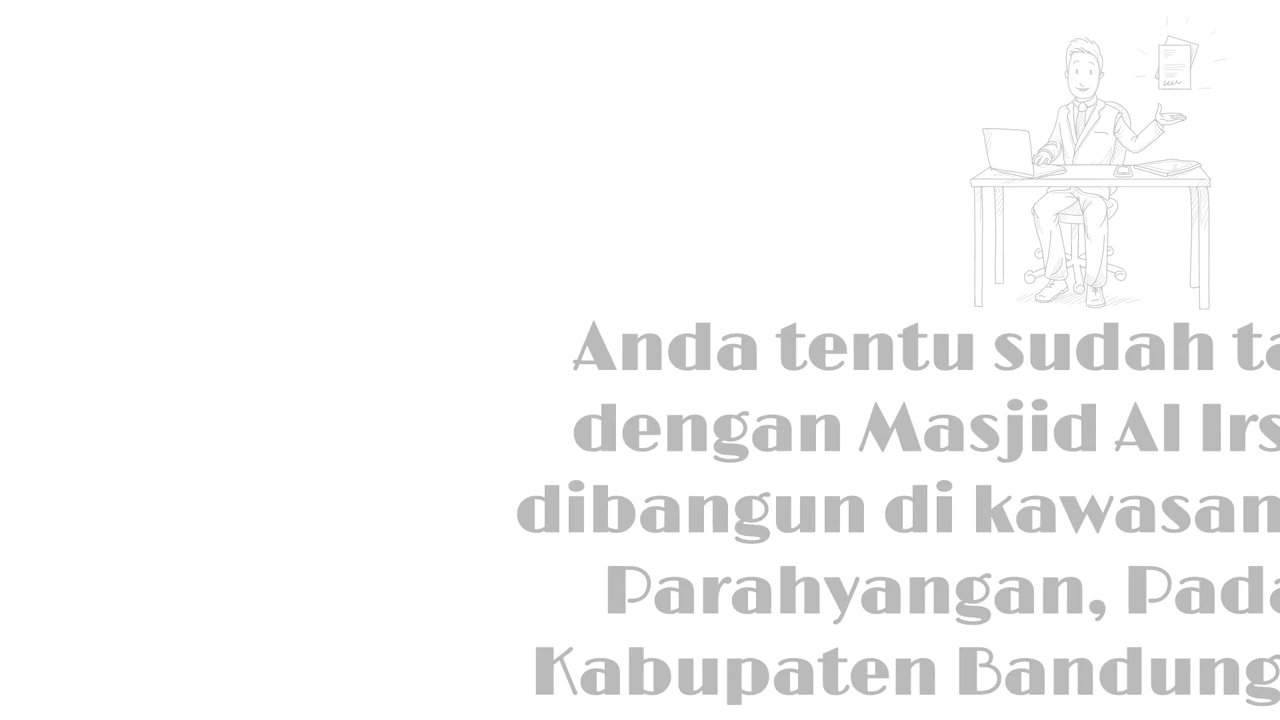 Anda tentu sudah
dengan Masjid Al
dibangun di kawasan
Parahyangan,
Kabupaten Bandung